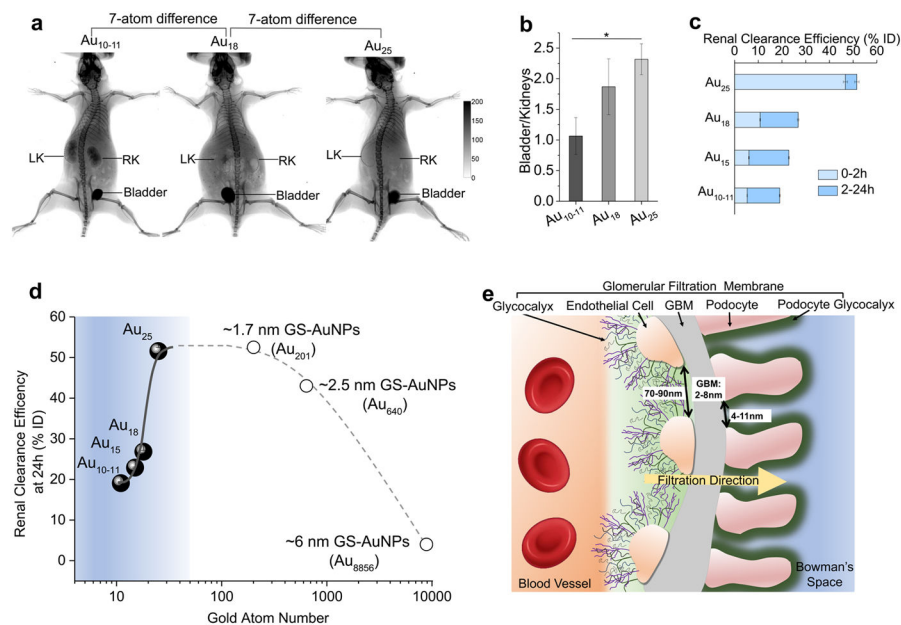 a
7-atom difference
7-atom difference
Au10-11
Au18
Au25
LK
RK
Bladder
LK
RK
Bladder
LK
RK
Bladder
200
150
100
50
0
b
*
Bladder/Kidneys
2.5
2.0
1.5
1.0
0.5
0.0
Au10-11
Au18
Au25
c
Renal Clearance Efficiency (% ID)
0 10 20 30 40 50 60
Au25
Au18
Au15
Au10-11
0-2h
2-24h
d
Renal Clearance Efficency
at 24h (% ID)
60
50
40
30
20
10
0
Au25
Au18
Au15
Au10-11
~1.7 nm GS-AuNPs
(Au201)
~2.5 nm GS-AuNPs
(Au640)
~6 nm GS-AuNPs
(Au8856)
10 100 1000 10000
Gold Atom Number
e
Glomerular Filtration Membrane
Glycocalyx Endothelial Cell GBM Podocyte Podocyte Glycocalyx
70-90nm
GBM:
2-8nm
4-11nm
Filtration Direction
Blood Vessel
Bowman's
Space